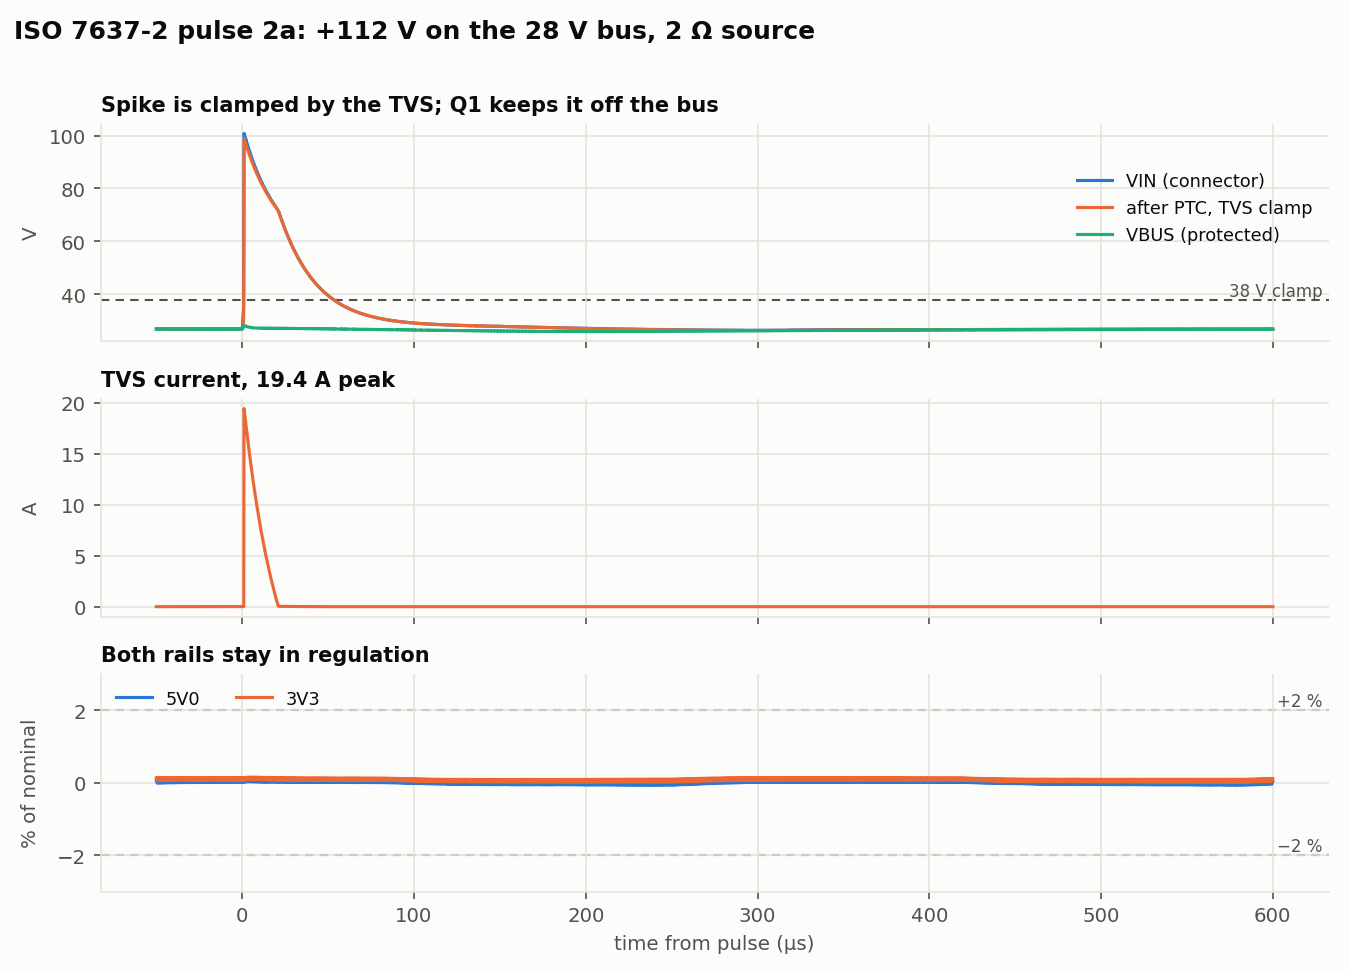 ISO 7637-2 pulse 2a: +112 V on the 28 V bus, 2 Ω source
Spike is clamped by the TVS; Q1 keeps it off the bus
100
80
60
40
V
VIN (connector)
after PTC, TVS clamp
VBUS (protected)
38 V clamp
TVS current, 19.4 A peak
20
15
10
5
0
A
Both rails stay in regulation
5V0
3V3
+2 %
2
0
−2
−2 %
% of nominal
0
100
200
300
400
500
600
time from pulse (µs)